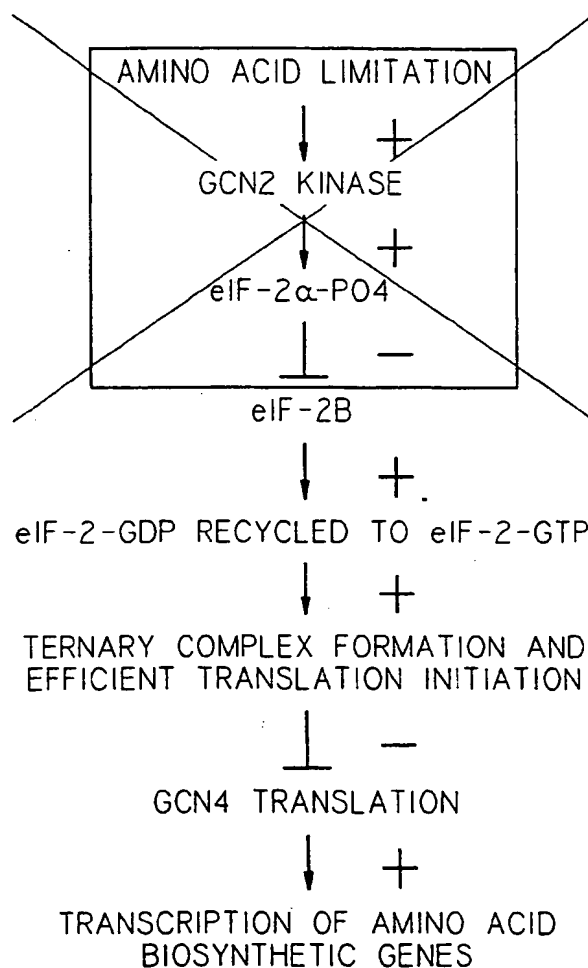 AMINO ACID LIMITATION
+
GCN2 KINASE
+
eIF-2α-PO4
−
eIF-2B
+
eIF-2-GDP RECYCLED TO eIF-2-GTP
+
TERNARY COMPLEX FORMATION AND
EFFICIENT TRANSLATION INITIATION
−
GCN4 TRANSLATION
+
TRANSCRIPTION OF AMINO ACID
BIOSYNTHETIC GENES